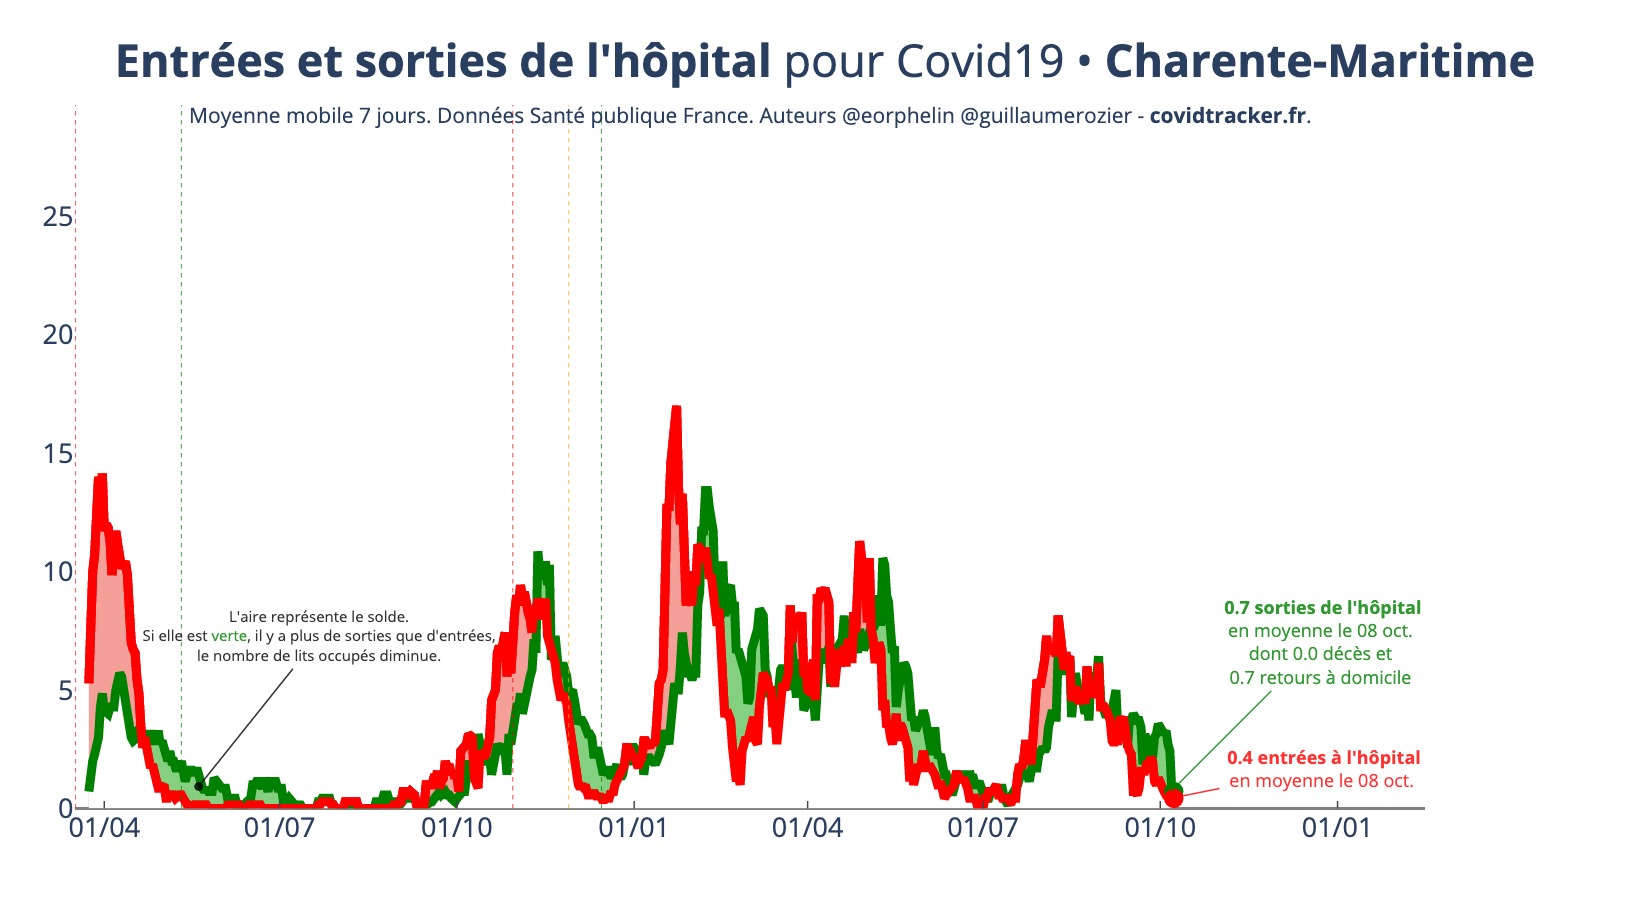 Entrées et sorties de l'hôpital pour Covid19 • Charente-Maritime
Moyenne mobile 7 jours. Données Santé publique France. Auteurs @eorphelin @guillaumerozier - covidtracker.fr.
25
20
15
10
5
0
L'aire représente le solde.
Si elle est verte, il y a plus de sorties que d'entrées,
le nombre de lits occupés diminue.
0.7 sorties de l'hôpital
en moyenne le 08 oct.
dont 0.0 décès et
0.7 retours à domicile
0.4 entrées à l'hôpital
en moyenne le 08 oct.
01/04 01/07 01/10 01/01 01/04 01/07 01/10 01/01